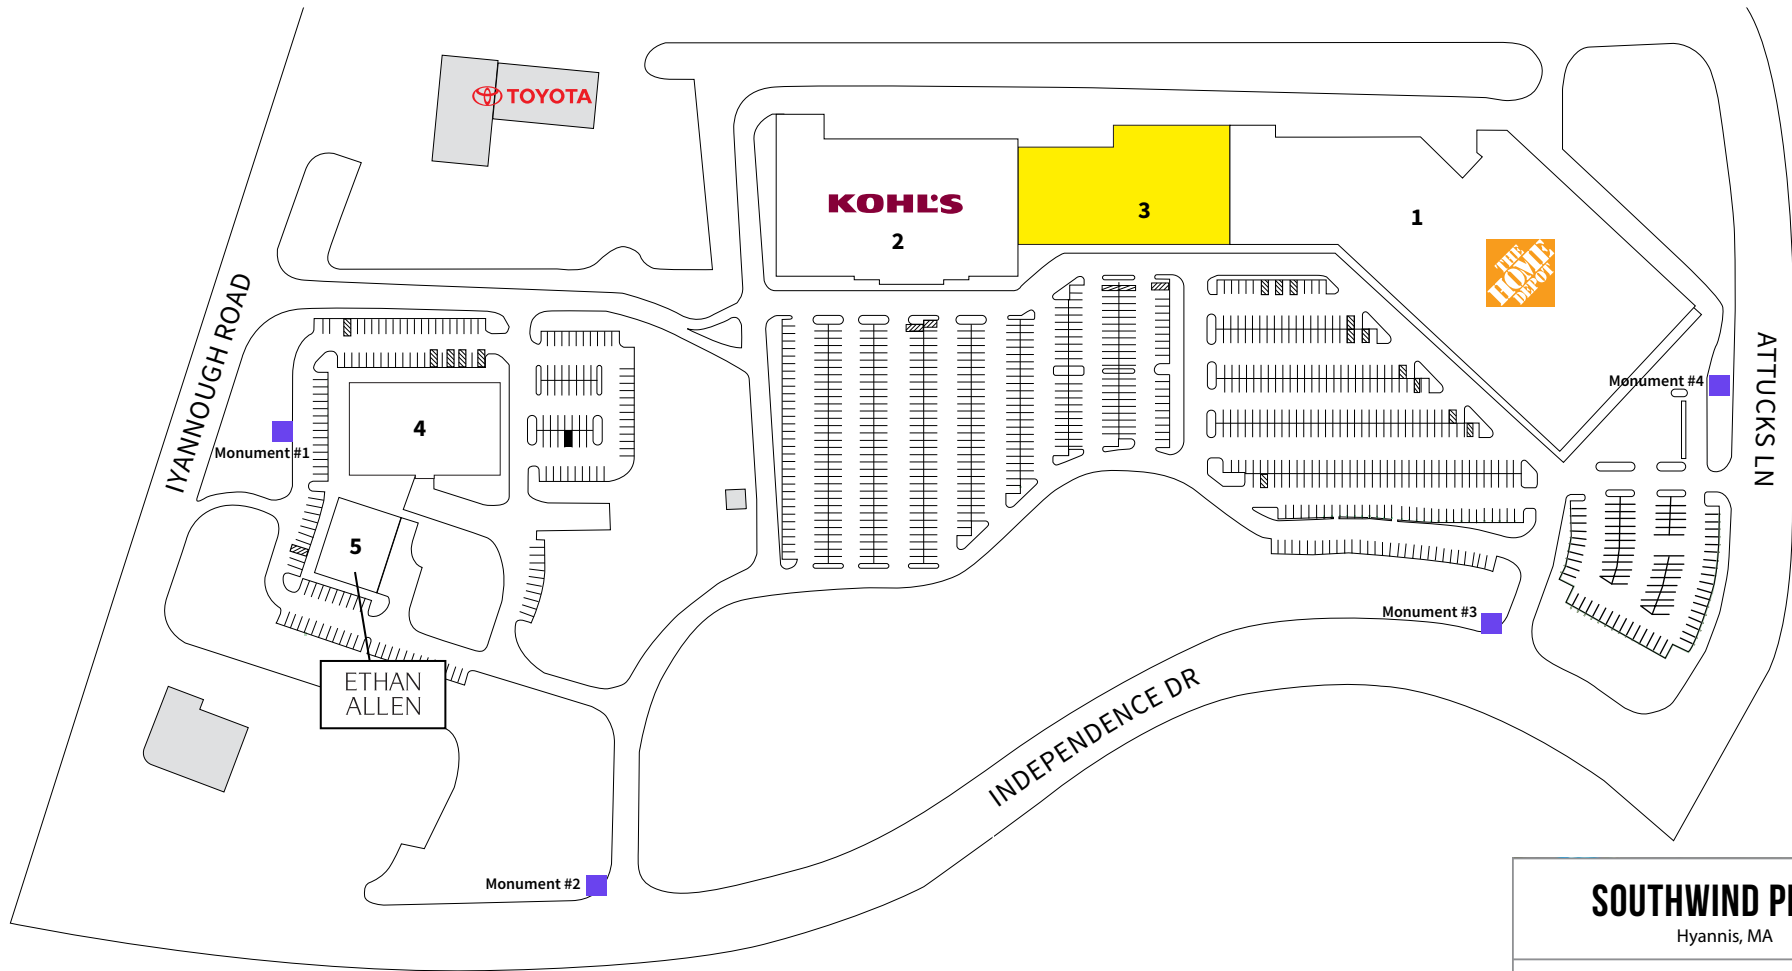 TOYOTA
KOHL'S
2
3
1
THE
HOME
DEPOT
IYANNOUGH ROAD
ATTUCKS LN
Monument #4
4
Monument #1
5
Monument #3
ETHAN
ALLEN
INDEPENDENCE DR
Monument #2
SOUTHWIND
Hyannis, MA